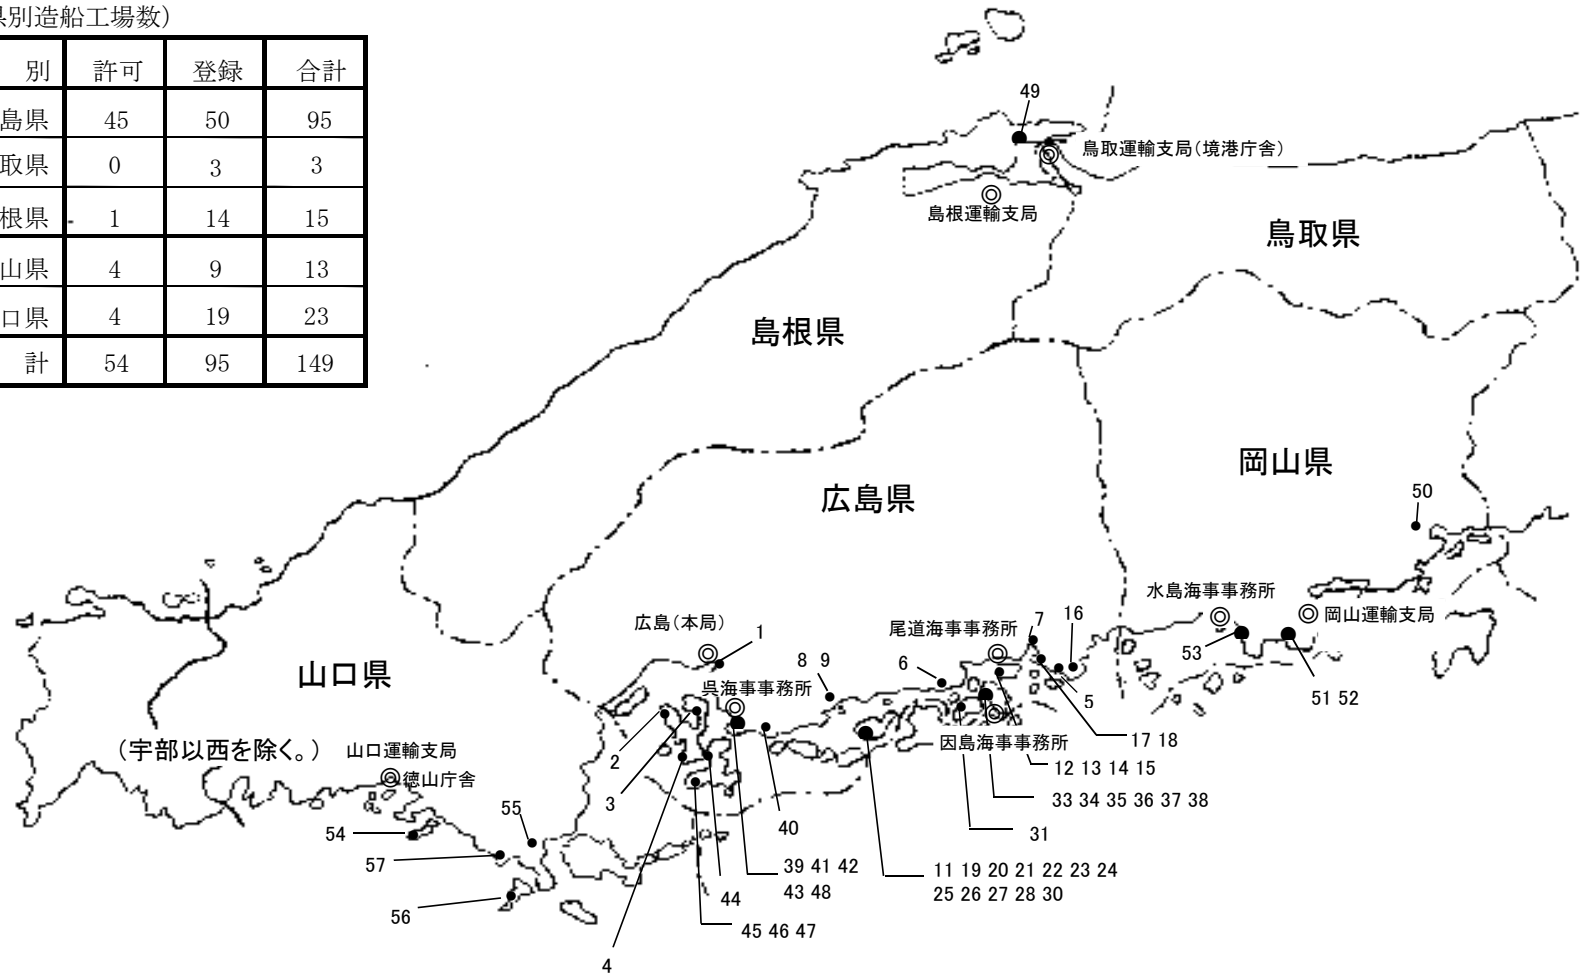 県別造船工場数）
別 許可 登録 合計
島県 45 50 95
取県 0 3 3
根県 1 14 15
山県 4 9 13
口県 4 19 23
計 54 95 149
49
鳥取運輸支局(境港庁舎)
島根運輸支局
鳥取県
島根県
岡山県
広島県
50
水島海事事務所
岡山運輸支局
53
51 52
広島(本局)
1
尾道海事事務所
7
16
8 9
6
5
呉海事事務所
山口県
(宇部以西を除く。)
山口運輸支局
徳山庁舎
2
3
因島海事事務所
17 18
12 13 14 15
33 34 35 36 37 38
31
40
55
54
57
56
39 41 42
43 48
11 19 20 21 22 23 24
25 26 27 28 30
44
45 46 47
4